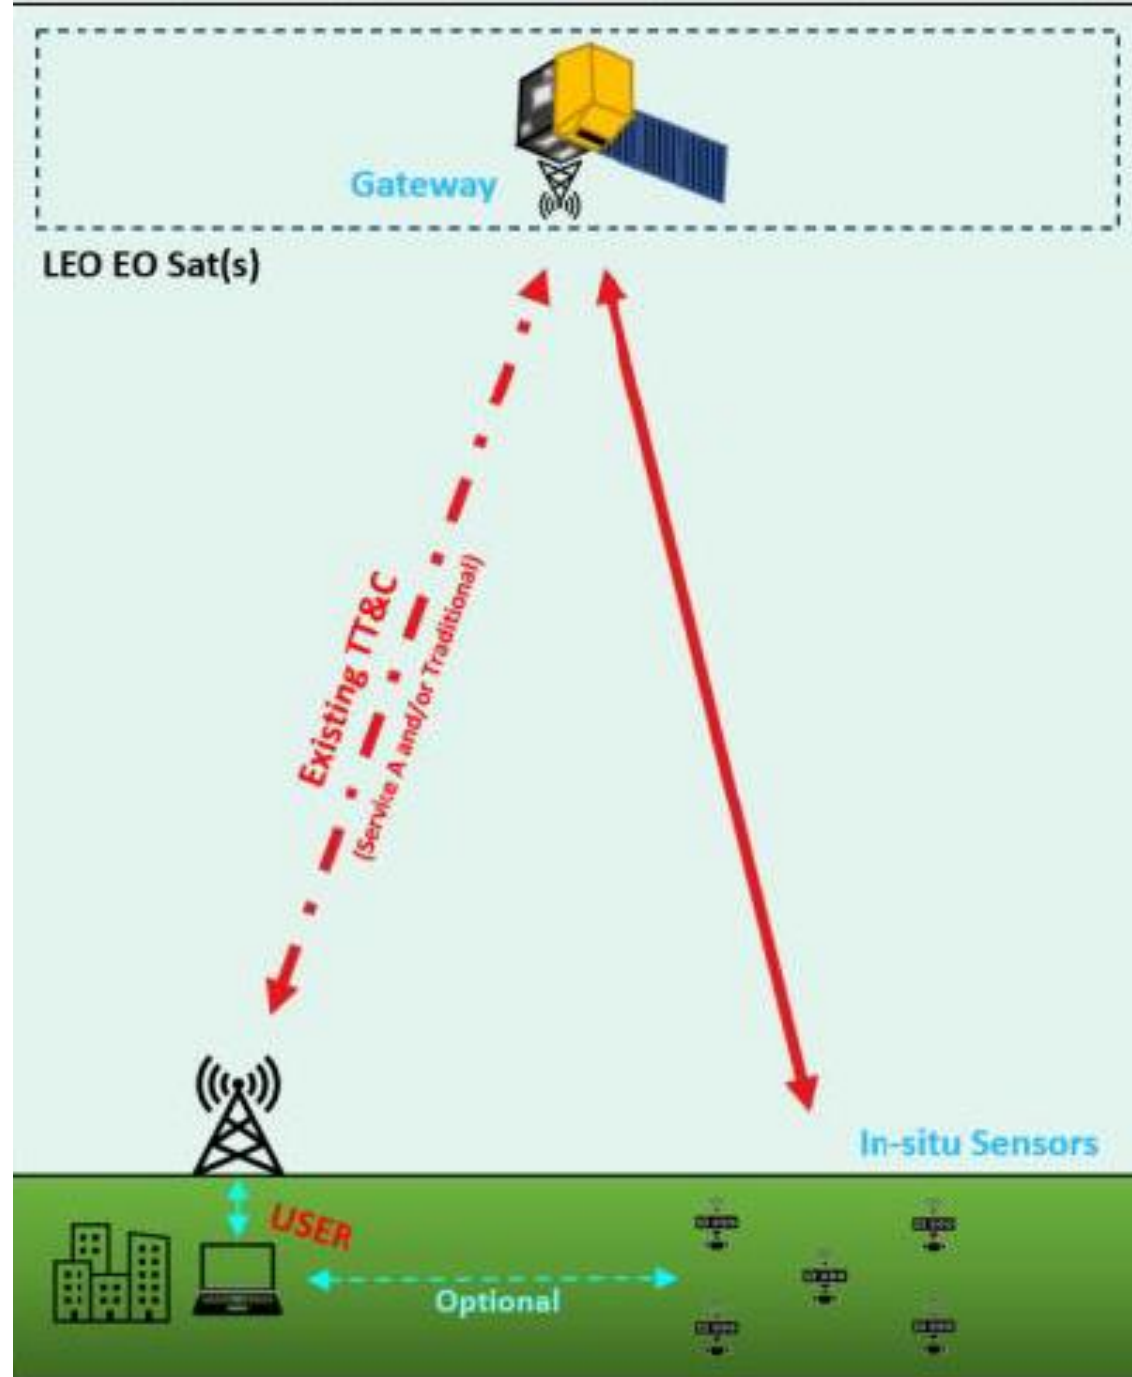 Gateway
LEO EO Sat(s)
Existing TT&C
(Service A and/or Traditional)
In-situ Sensors
USER
Optional